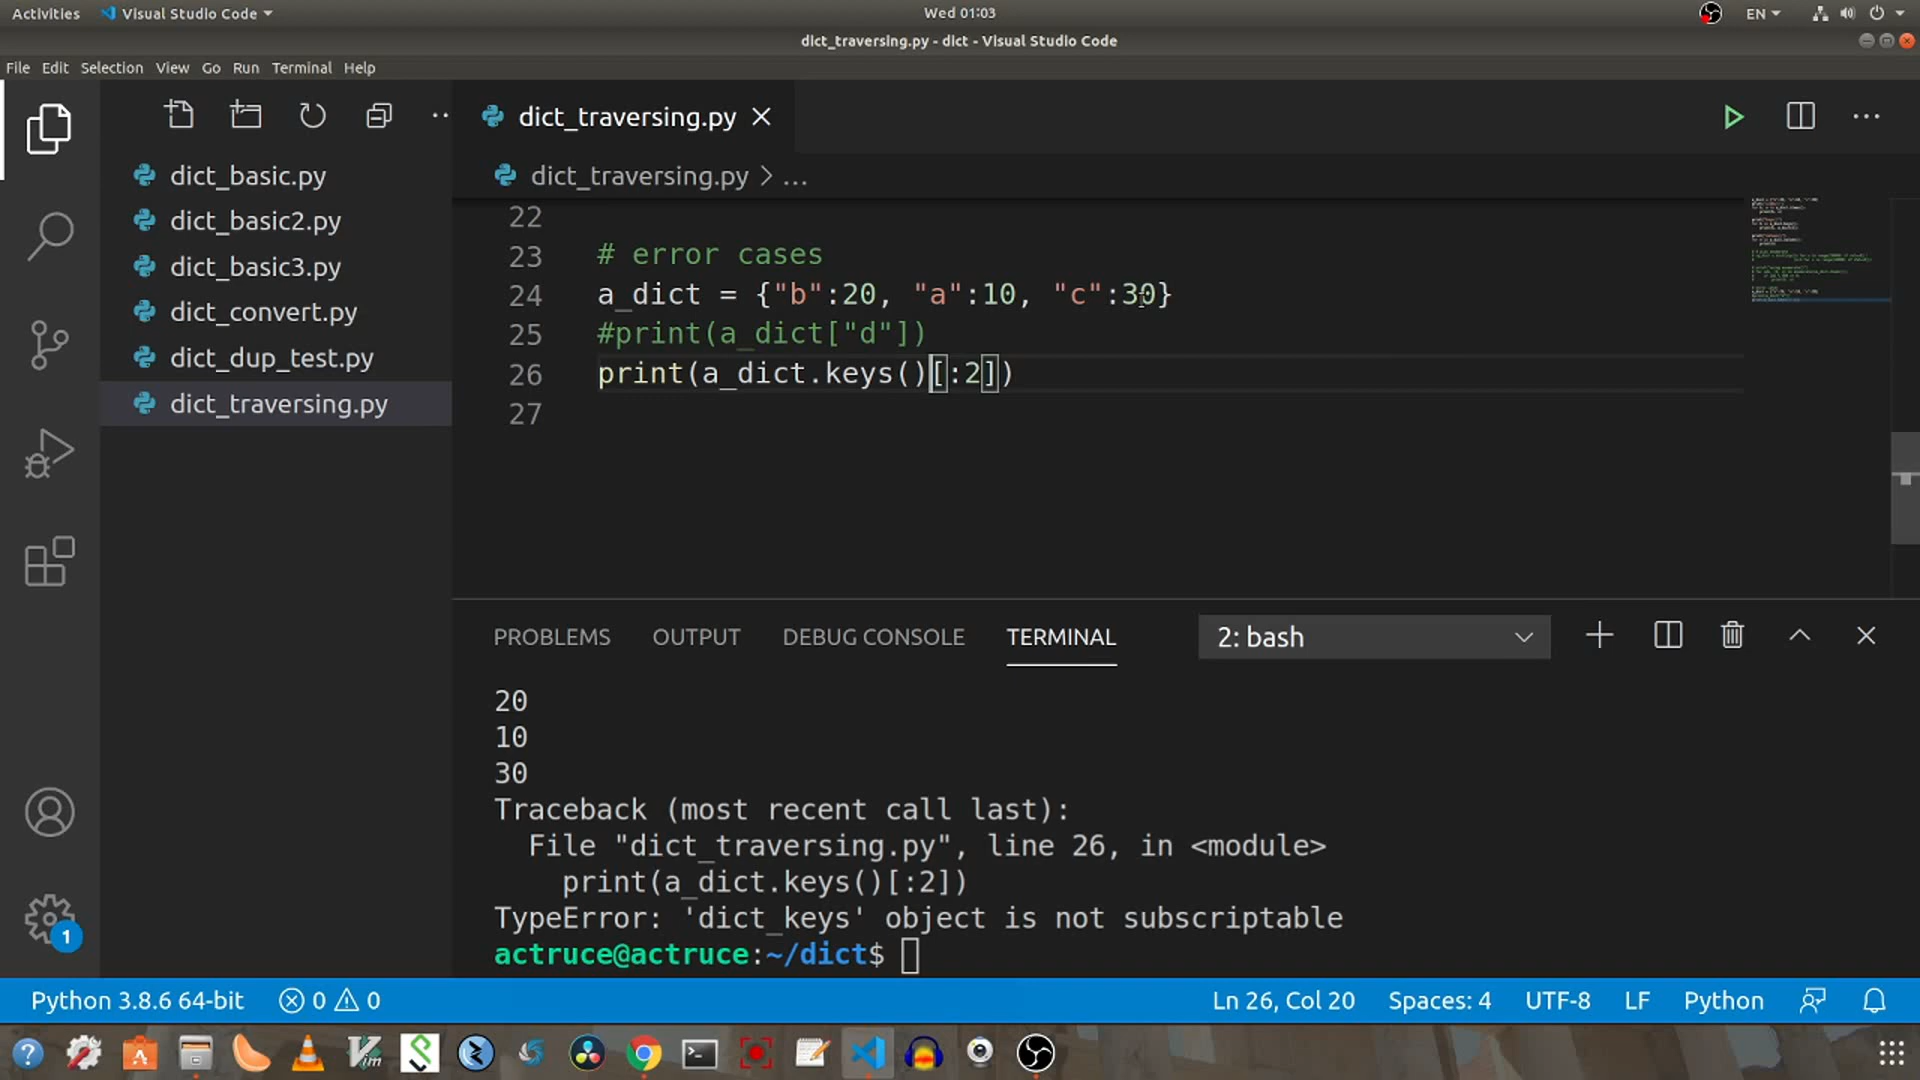 Activities Visual Studio Code Wed 01:03 EN
dict_traversing.py - dict - Visual Studio Code
File Edit Selection View Go Run Terminal Help
dict_traversing.py
dict_traversing.py > ...
dict_basic.py
dict_basic2.py
dict_basic3.py
dict_convert.py
dict_dup_test.py
dict_traversing.py
22
23 # error cases
24 a_dict = {"b":20, "a":10, "c":30}
25 #print(a_dict["d"])
26 print(a_dict.keys()[:2])
27
PROBLEMS OUTPUT DEBUG CONSOLE TERMINAL 2: bash
20
10
30
Traceback (most recent call last):
File "dict_traversing.py", line 26, in <module>
print(a_dict.keys()[:2])
TypeError: 'dict_keys' object is not subscriptable
actruce@actruce:~/dict$
1
Python 3.8.6 64-bit 0 0 Ln 26, Col 20 Spaces: 4 UTF-8 LF Python